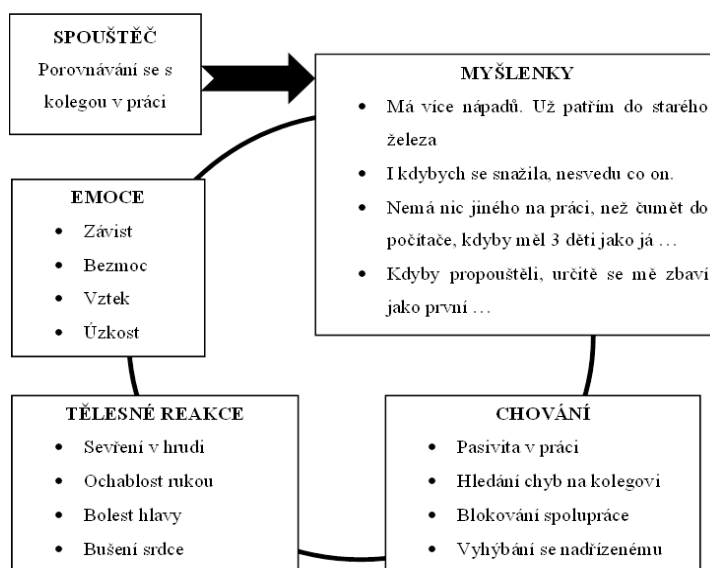 SPOUŠTĚČ
Porovnávání se s
kolegou v práci
MYŠLENKY
• Má více nápadů. Už patřím do starého
železa
• I kdybych se snažila, nesvedu co on.
• Nemá nic jiného na práci, než čumět do
počítače, kdyby měl 3 děti jako já …
• Kdyby propouštěli, určitě se mě zbaví
jako první …
EMOCE
• Závist
• Bezmoc
• Vztek
• Úzkost
TĚLESNÉ REAKCE
• Sevření v hrudi
• Ochablost rukou
• Bolest hlavy
• Bušení srdce
CHOVÁNÍ
• Pasivita v práci
• Hledání chyb na kolegovi
• Blokování spolupráce
• Vyhýbání se nadřízenému